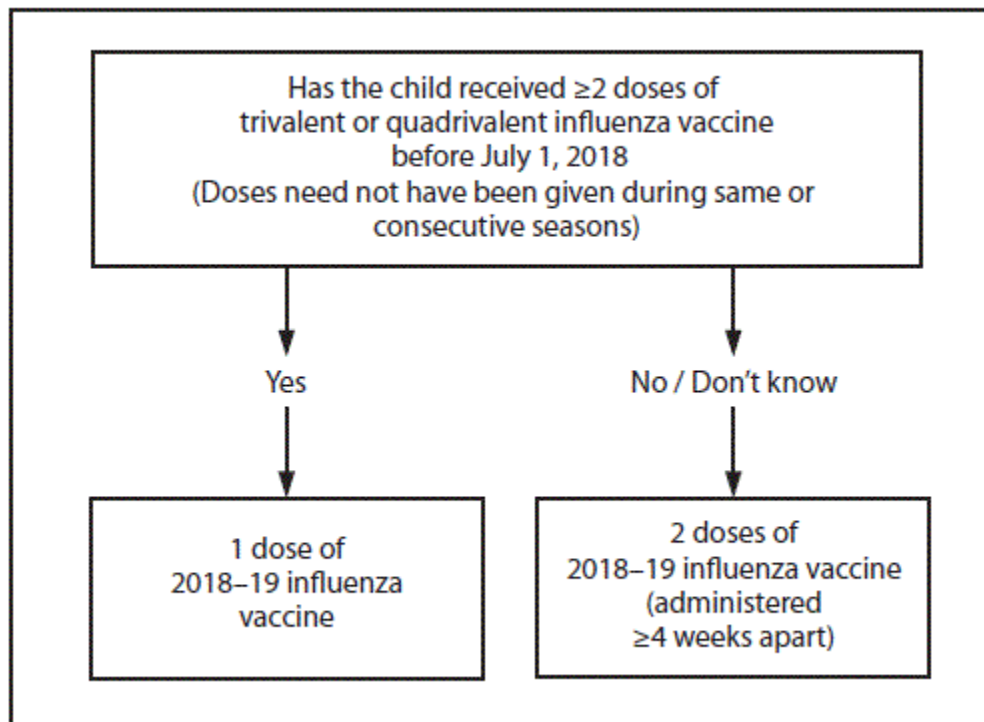 Has the child received ≥2 doses of
trivalent or quadrivalent influenza vaccine
before July 1, 2018
(Doses need not have been given during same or
consecutive seasons)
Yes
No / Don’t know
1 dose of
2018–19 influenza
vaccine
2 doses of
2018–19 influenza vaccine
(administered
≥4 weeks apart)